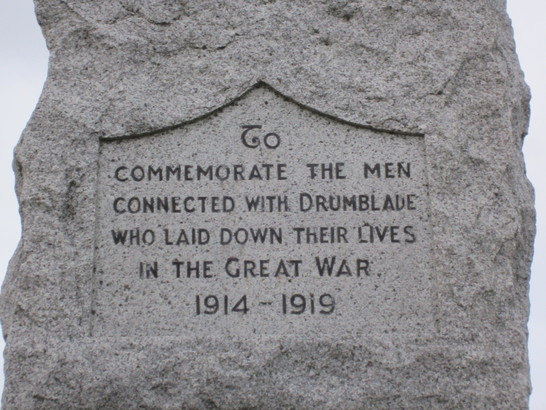 To
COMMEMORATE THE MEN
CONNECTED WITH DRUMBLADE
WHO LAID DOWN THEIR LIVES
IN THE GREAT WAR.
1914 - 1919